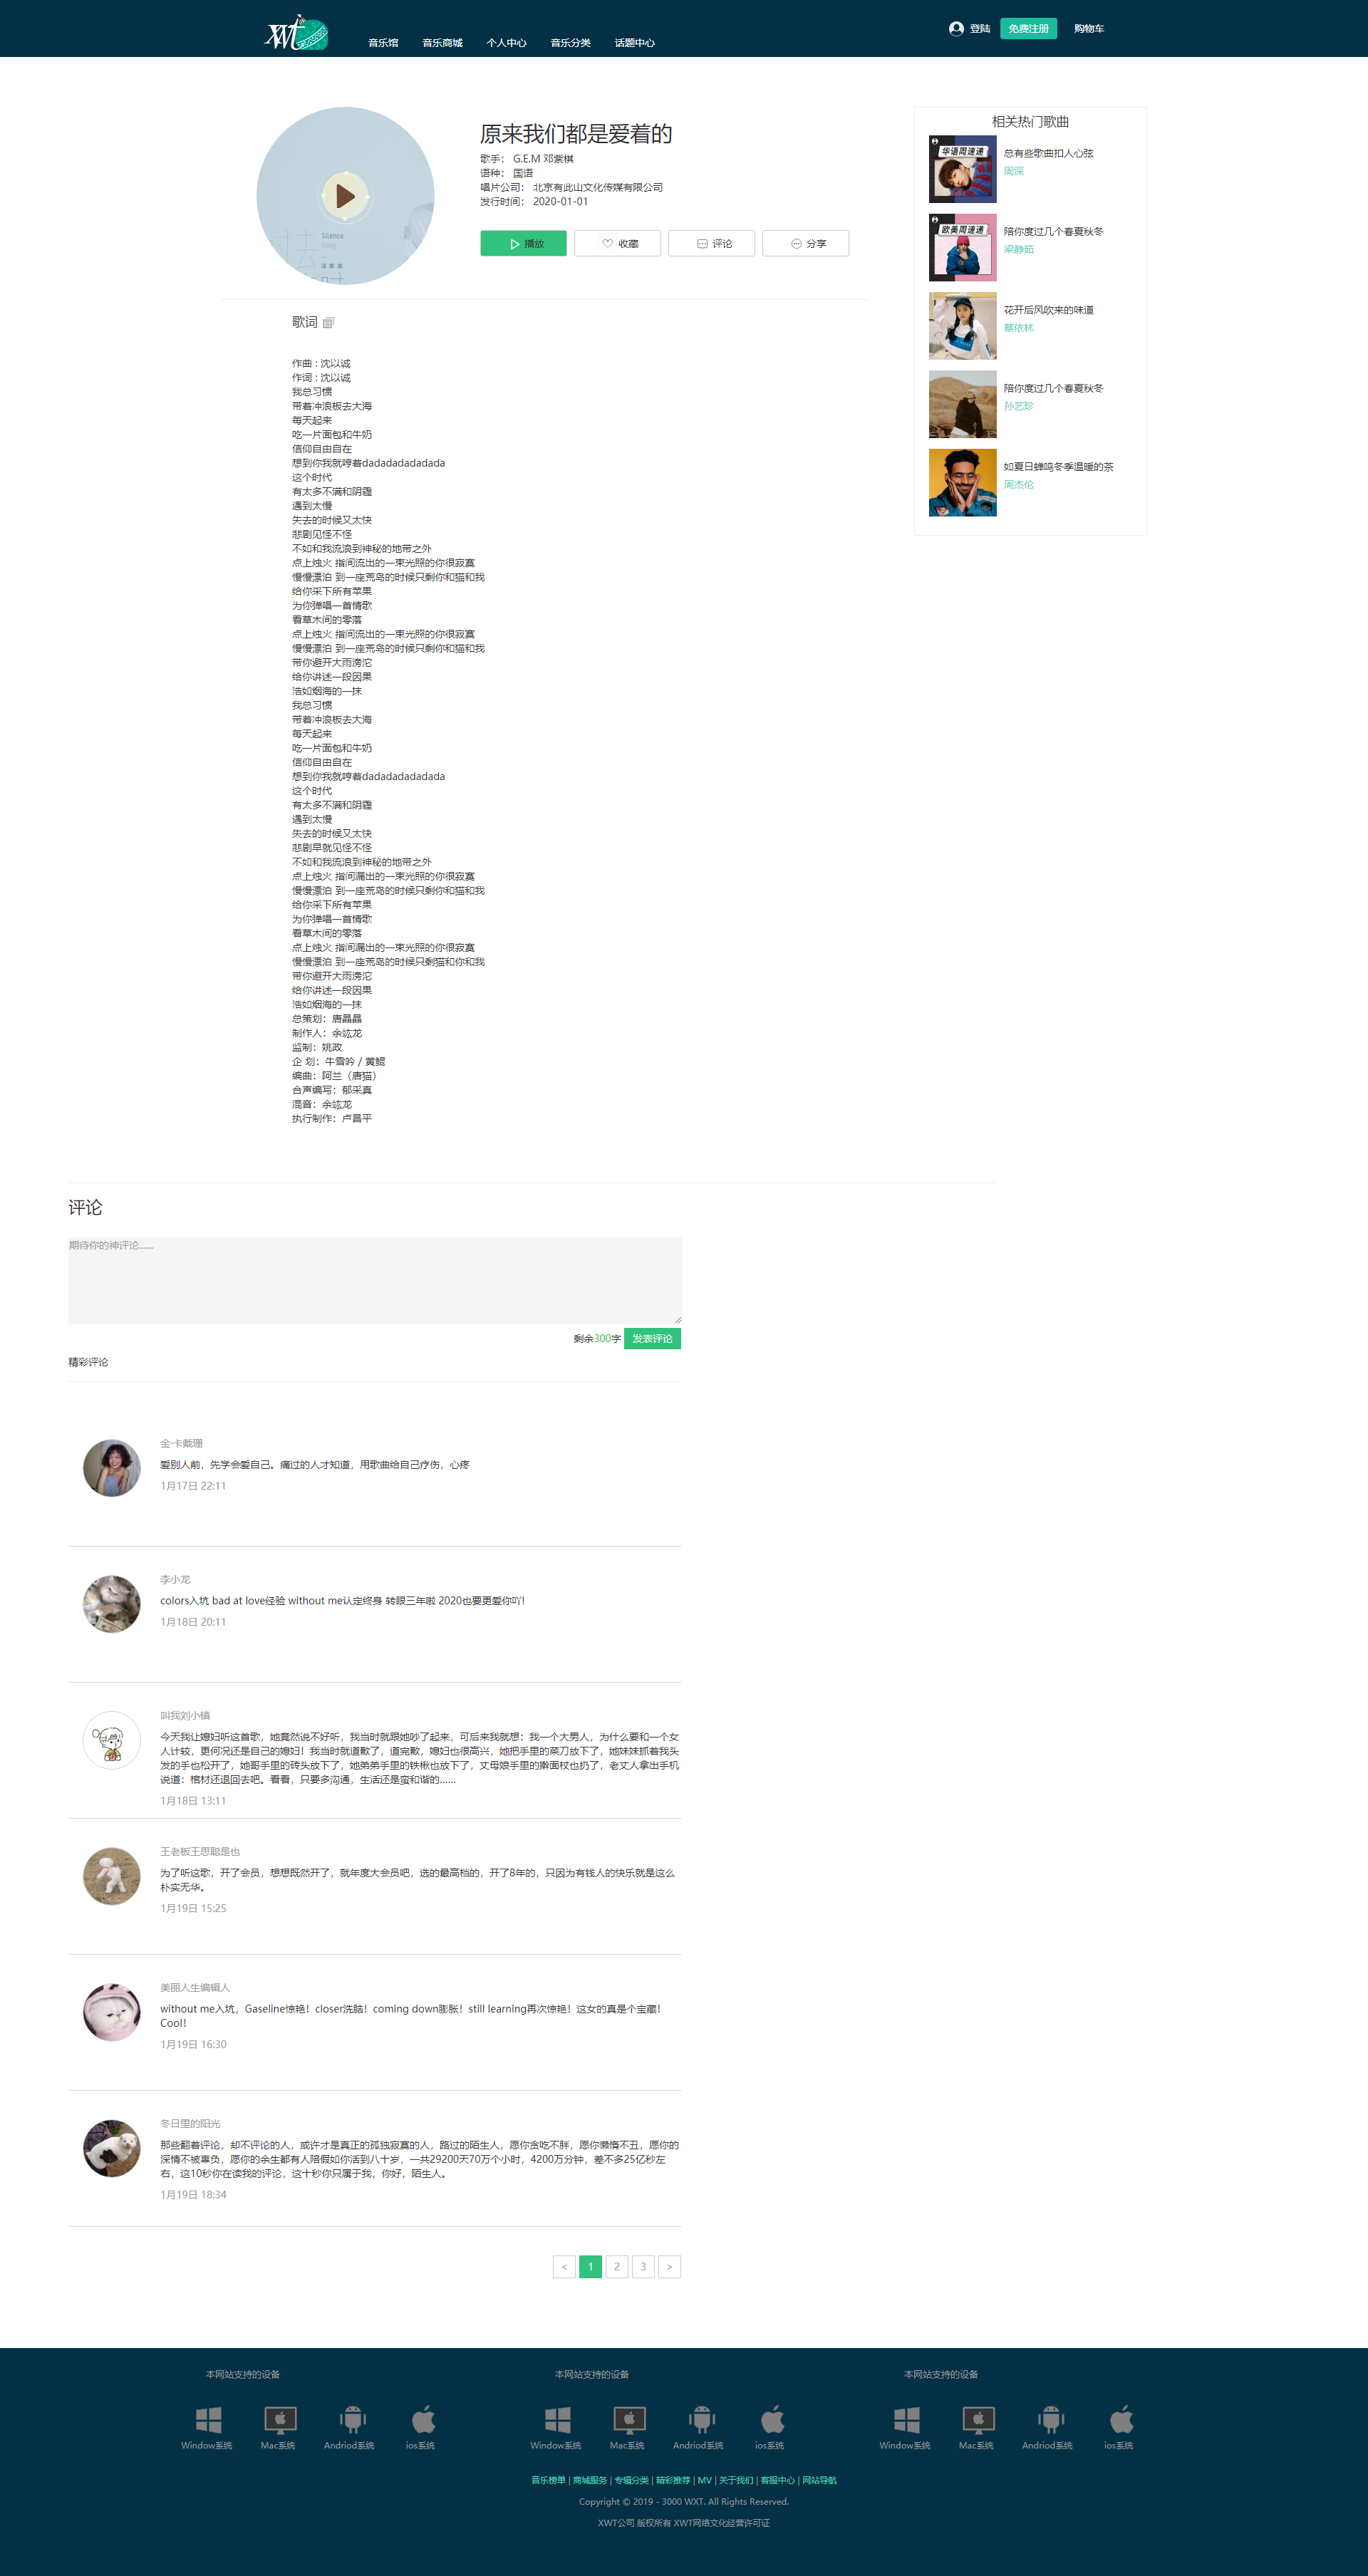 XWT
音乐馆 音乐商城 个人中心 音乐分类 话题中心
登陆 免费注册 购物车
原来我们都是爱着的
歌手： G.E.M 邓紫棋
语种： 国语
唱片公司： 北京有此山文化传媒有限公司
发行时间： 2020-01-01
Silence
播放 收藏 评论 分享
相关热门歌曲
华语周速递
总有些歌曲扣人心弦
周深
欧美周速递
陪你度过几个春夏秋冬
梁静茹
花开后风吹来的味道
蔡依林
陪你度过几个春夏秋冬
孙艺珍
如夏日蝉鸣冬季温暖的茶
周杰伦
歌词
作曲 : 沈以诚
作词 : 沈以诚
我总习惯
带着冲浪板去大海
每天起来
吃一片面包和牛奶
信仰自由自在
想到你我就哼着dadadadadadada
这个时代
有太多不满和阴霾
遇到太慢
失去的时候又太快
悲剧见怪不怪
不如和我流浪到神秘的地带之外
点上烛火 指间流出的一束光照的你很寂寞
慢慢漂泊 到一座荒岛的时候只剩你和猫和我
给你采下所有苹果
为你弹唱一首情歌
看草木间的零落
点上烛火 指间流出的一束光照的你很寂寞
慢慢漂泊 到一座荒岛的时候只剩你和猫和我
带你避开大雨滂沱
给你讲述一段因果
浩如烟海的一抹
我总习惯
带着冲浪板去大海
每天起来
吃一片面包和牛奶
信仰自由自在
想到你我就哼着dadadadadadada
这个时代
有太多不满和阴霾
遇到太慢
失去的时候又太快
悲剧早就见怪不怪
不如和我流浪到神秘的地带之外
点上烛火 指间漏出的一束光照的你很寂寞
慢慢漂泊 到一座荒岛的时候只剩你和猫和我
给你采下所有苹果
为你弹唱一首情歌
看草木间的零落
点上烛火 指间漏出的一束光照的你很寂寞
慢慢漂泊 到一座荒岛的时候只剩猫和你和我
带你避开大雨滂沱
给你讲述一段因果
浩如烟海的一抹
总策划：唐晶晶
制作人：余竑龙
监制：姚政
企 划：牛雪吟 / 黄鲲
编曲：阿兰（唐猫）
合声编写：郁采真
混音：余竑龙
执行制作：卢昌平
评论
期待你的神评论……
剩余300字 发表评论
精彩评论
金·卡戴珊
爱别人前，先学会爱自己。痛过的人才知道，用歌曲给自己疗伤，心疼
1月17日 22:11
李小龙
colors入坑 bad at love经验 without me认定终身 转眼三年啦 2020也要更爱你吖！
1月18日 20:11
叫我刘小镇
今天我让媳妇听这首歌，她竟然说不好听，我当时就跟她吵了起来，可后来我就想：我一个大男人，为什么要和一个女
人计较，更何况还是自己的媳妇！我当时就道歉了，道完歉，媳妇也很高兴，她把手里的菜刀放下了，她妹妹抓着我头
发的手也松开了，她哥手里的砖头放下了，她弟弟手里的铁楸也放下了，丈母娘手里的擀面杖也扔了，老丈人拿出手机
说道：棺材还退回去吧。看看，只要多沟通，生活还是蛮和谐的……
1月18日 13:11
王老板王思聪是也
为了听这歌，开了会员，想想既然开了，就年度大会员吧，选的最高档的，开了8年的，只因为有钱人的快乐就是这么
朴实无华。
1月19日 15:25
美丽人生编辑人
without me入坑，Gaseline惊艳！closer洗脑！coming down膨胀！still learning再次惊艳！这女的真是个宝藏！
Cool！
1月19日 16:30
冬日里的阳光
那些翻着评论，却不评论的人，或许才是真正的孤独寂寞的人，路过的陌生人，愿你贪吃不胖，愿你懒惰不丑，愿你的
深情不被辜负，愿你的余生都有人陪假如你活到八十岁，一共29200天70万个小时，4200万分钟，差不多25亿秒左
右，这10秒你在读我的评论，这十秒你只属于我，你好，陌生人。
1月19日 18:34
< 1 2 3 >
本网站支持的设备 本网站支持的设备 本网站支持的设备
Window系统 Mac系统 Andriod系统 ios系统 Window系统 Mac系统 Andriod系统 ios系统 Window系统 Mac系统 Andriod系统 ios系统
音乐榜单 | 商城服务 | 专辑分类 | 精彩推荐 | MV | 关于我们 | 客服中心 | 网站导航
Copyright © 2019 - 3000 WXT. All Rights Reserved.
XWT公司 版权所有 XWT网络文化经营许可证